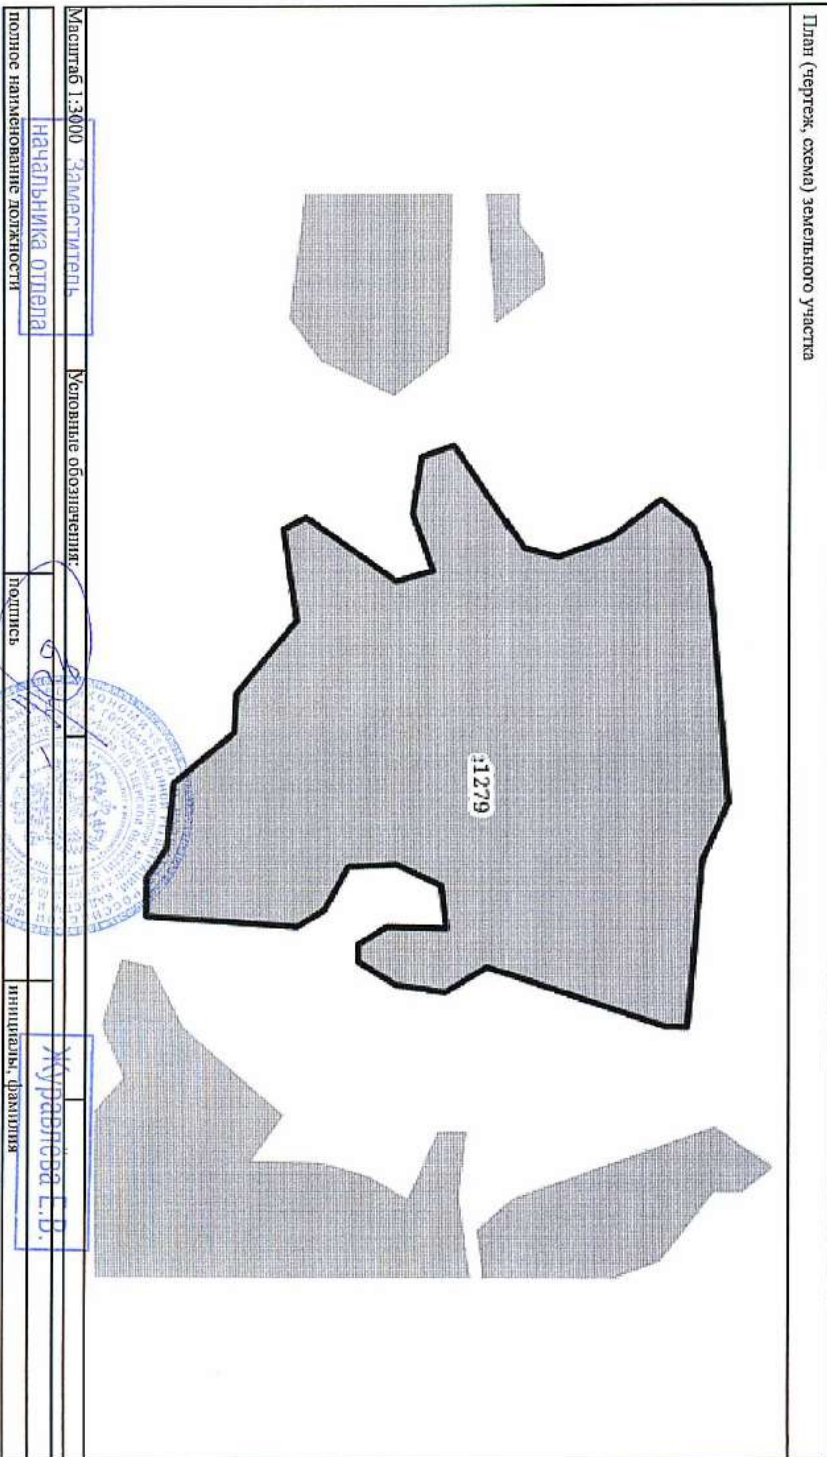 План (чертеж, схема) земельного участка
:1279
Масштаб 1:3000
Условные обозначения:
Заместитель
начальника отдела
Журавлёва Е.В.
полное наименование должности
подпись
инициалы, фамилия